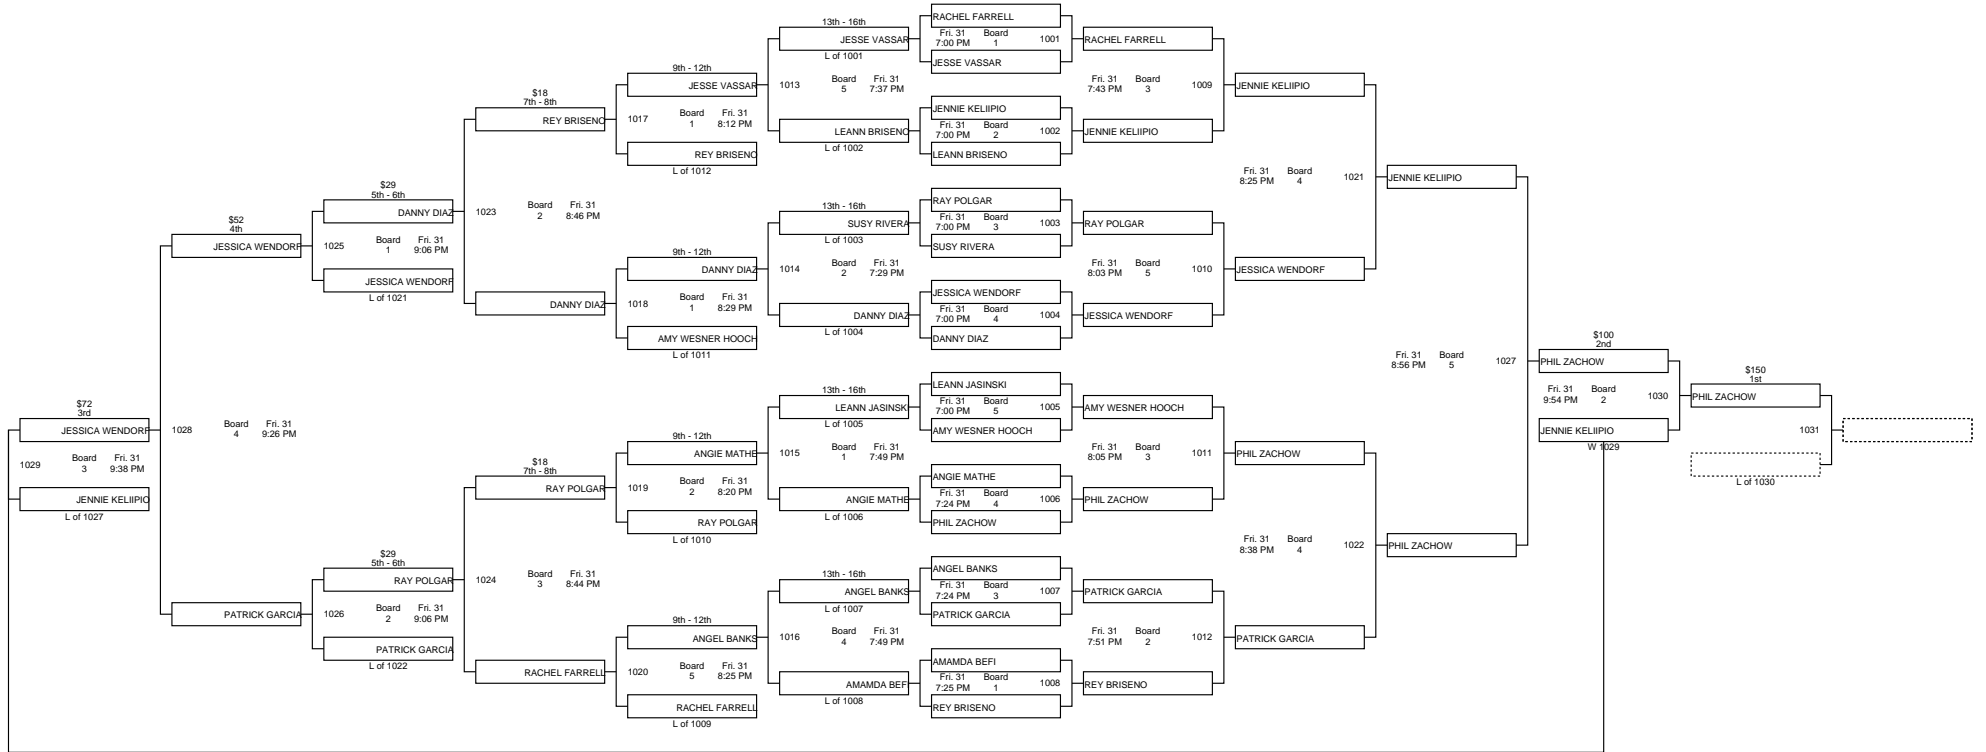 13th - 16th
RACHEL FARRELL
JESSE VASSAR
Fri. 31 Board
7:00 PM 1
1001
RACHEL FARRELL
L of 1001
JESSE VASSAR
9th - 12th
JESSE VASSAR
1013
Board Fri. 31
5 7:37 PM
Fri. 31 Board
7:43 PM 3
1009
JENNIE KELIIPIO
$18
7th - 8th
REY BRISENO
1017
Board Fri. 31
1 8:12 PM
JENNIE KELIIPIO
LEANN BRISENO
Fri. 31 Board
7:00 PM 2
1002
JENNIE KELIIPIO
L of 1002
REY BRISENO
LEANN BRISENO
L of 1012
Fri. 31 Board
8:25 PM 4
1021
JENNIE KELIIPIO
$29
5th - 6th
DANNY DIAZ
1023
Board Fri. 31
2 8:46 PM
13th - 16th
SUSY RIVERA
RAY POLGAR
Fri. 31 Board
7:00 PM 3
1003
RAY POLGAR
L of 1003
SUSY RIVERA
$52
4th
JESSICA WENDORF
1025
Board Fri. 31
1 9:06 PM
9th - 12th
DANNY DIAZ
1014
Board Fri. 31
2 7:29 PM
Fri. 31 Board
8:03 PM 5
1010
JESSICA WENDORF
JESSICA WENDORF
L of 1021
DANNY DIAZ
1018
Board Fri. 31
1 8:29 PM
JESSICA WENDORF
DANNY DIAZ
Fri. 31 Board
7:00 PM 4
1004
JESSICA WENDORF
L of 1004
AMY WESNER HOOCH
DANNY DIAZ
L of 1011
Fri. 31 Board
8:56 PM 5
1027
$100
2nd
PHIL ZACHOW
$150
1st
PHIL ZACHOW
Fri. 31 Board
9:54 PM 2
1030
JENNIE KELIIPIO
W 1029
1031
L of 1030
$72
3rd
JESSICA WENDORF
1028
Board Fri. 31
4 9:26 PM
1029
Board Fri. 31
3 9:38 PM
JENNIE KELIIPIO
L of 1027
13th - 16th
LEANN JASINSKI
LEANN JASINSKI
Fri. 31 Board
7:00 PM 5
1005
AMY WESNER HOOCH
L of 1005
AMY WESNER HOOCH
9th - 12th
ANGIE MATHE
1015
Board Fri. 31
1 7:49 PM
Fri. 31 Board
8:05 PM 3
1011
PHIL ZACHOW
$18
7th - 8th
RAY POLGAR
1019
Board Fri. 31
2 8:20 PM
ANGIE MATHE
ANGIE MATHE
Fri. 31 Board
7:24 PM 4
1006
PHIL ZACHOW
L of 1006
RAY POLGAR
PHIL ZACHOW
L of 1010
Fri. 31 Board
8:38 PM 4
1022
PHIL ZACHOW
$29
5th - 6th
RAY POLGAR
1024
Board Fri. 31
3 8:44 PM
13th - 16th
ANGEL BANKS
ANGEL BANKS
Fri. 31 Board
7:24 PM 3
1007
PATRICK GARCIA
L of 1007
PATRICK GARCIA
PATRICK GARCIA
1026
Board Fri. 31
2 9:06 PM
9th - 12th
ANGEL BANKS
1016
Board Fri. 31
4 7:49 PM
Fri. 31 Board
7:51 PM 2
1012
PATRICK GARCIA
PATRICK GARCIA
L of 1022
RACHEL FARRELL
1020
Board Fri. 31
5 8:25 PM
AMAMDA BEFI
AMAMDA BEFI
Fri. 31 Board
7:25 PM 1
1008
REY BRISENO
L of 1008
RACHEL FARRELL
REY BRISENO
L of 1009